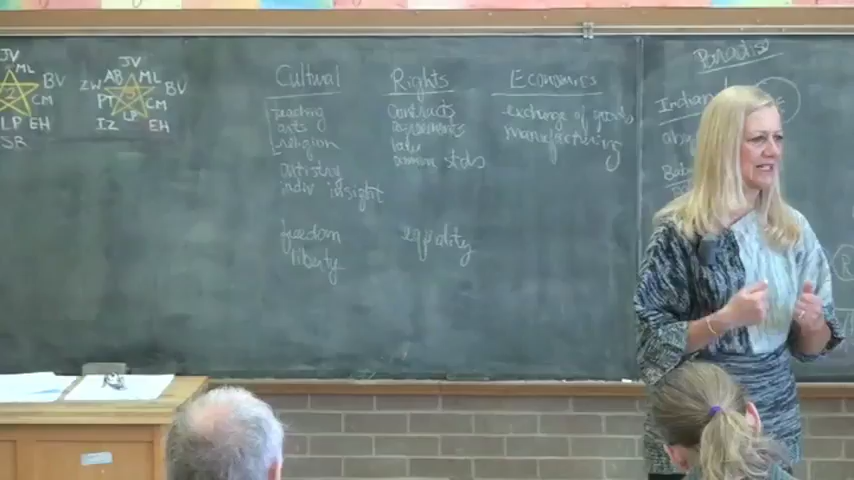 JV
ML
BV
CM
LP EH
SR
JV
ZW AB ML BV
PT CM
LP
IZ EH
Cultural
teaching
arts
religion
artistry
indiv insight
freedom
liberty
Rights
contracts
agreements
laws
common stds
equality
Economics
exchange of goods
manufacturing
Indian
R